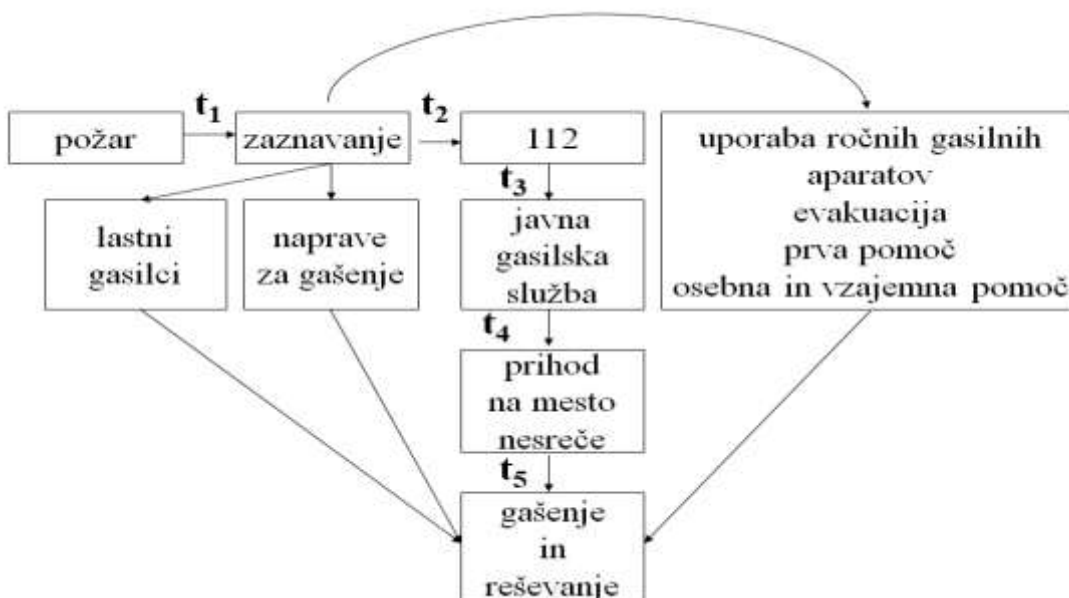 t1
t2
požar
zaznavanje
112
uporaba ročnih gasilnih
aparatov
evakuacija
prva pomoč
osebna in vzajemna pomoč
t3
lastni
gasilci
naprave
za gašenje
javna
gasilska
služba
t4
prihod
na mesto
nesreče
t5
gašenje
in
reševanje